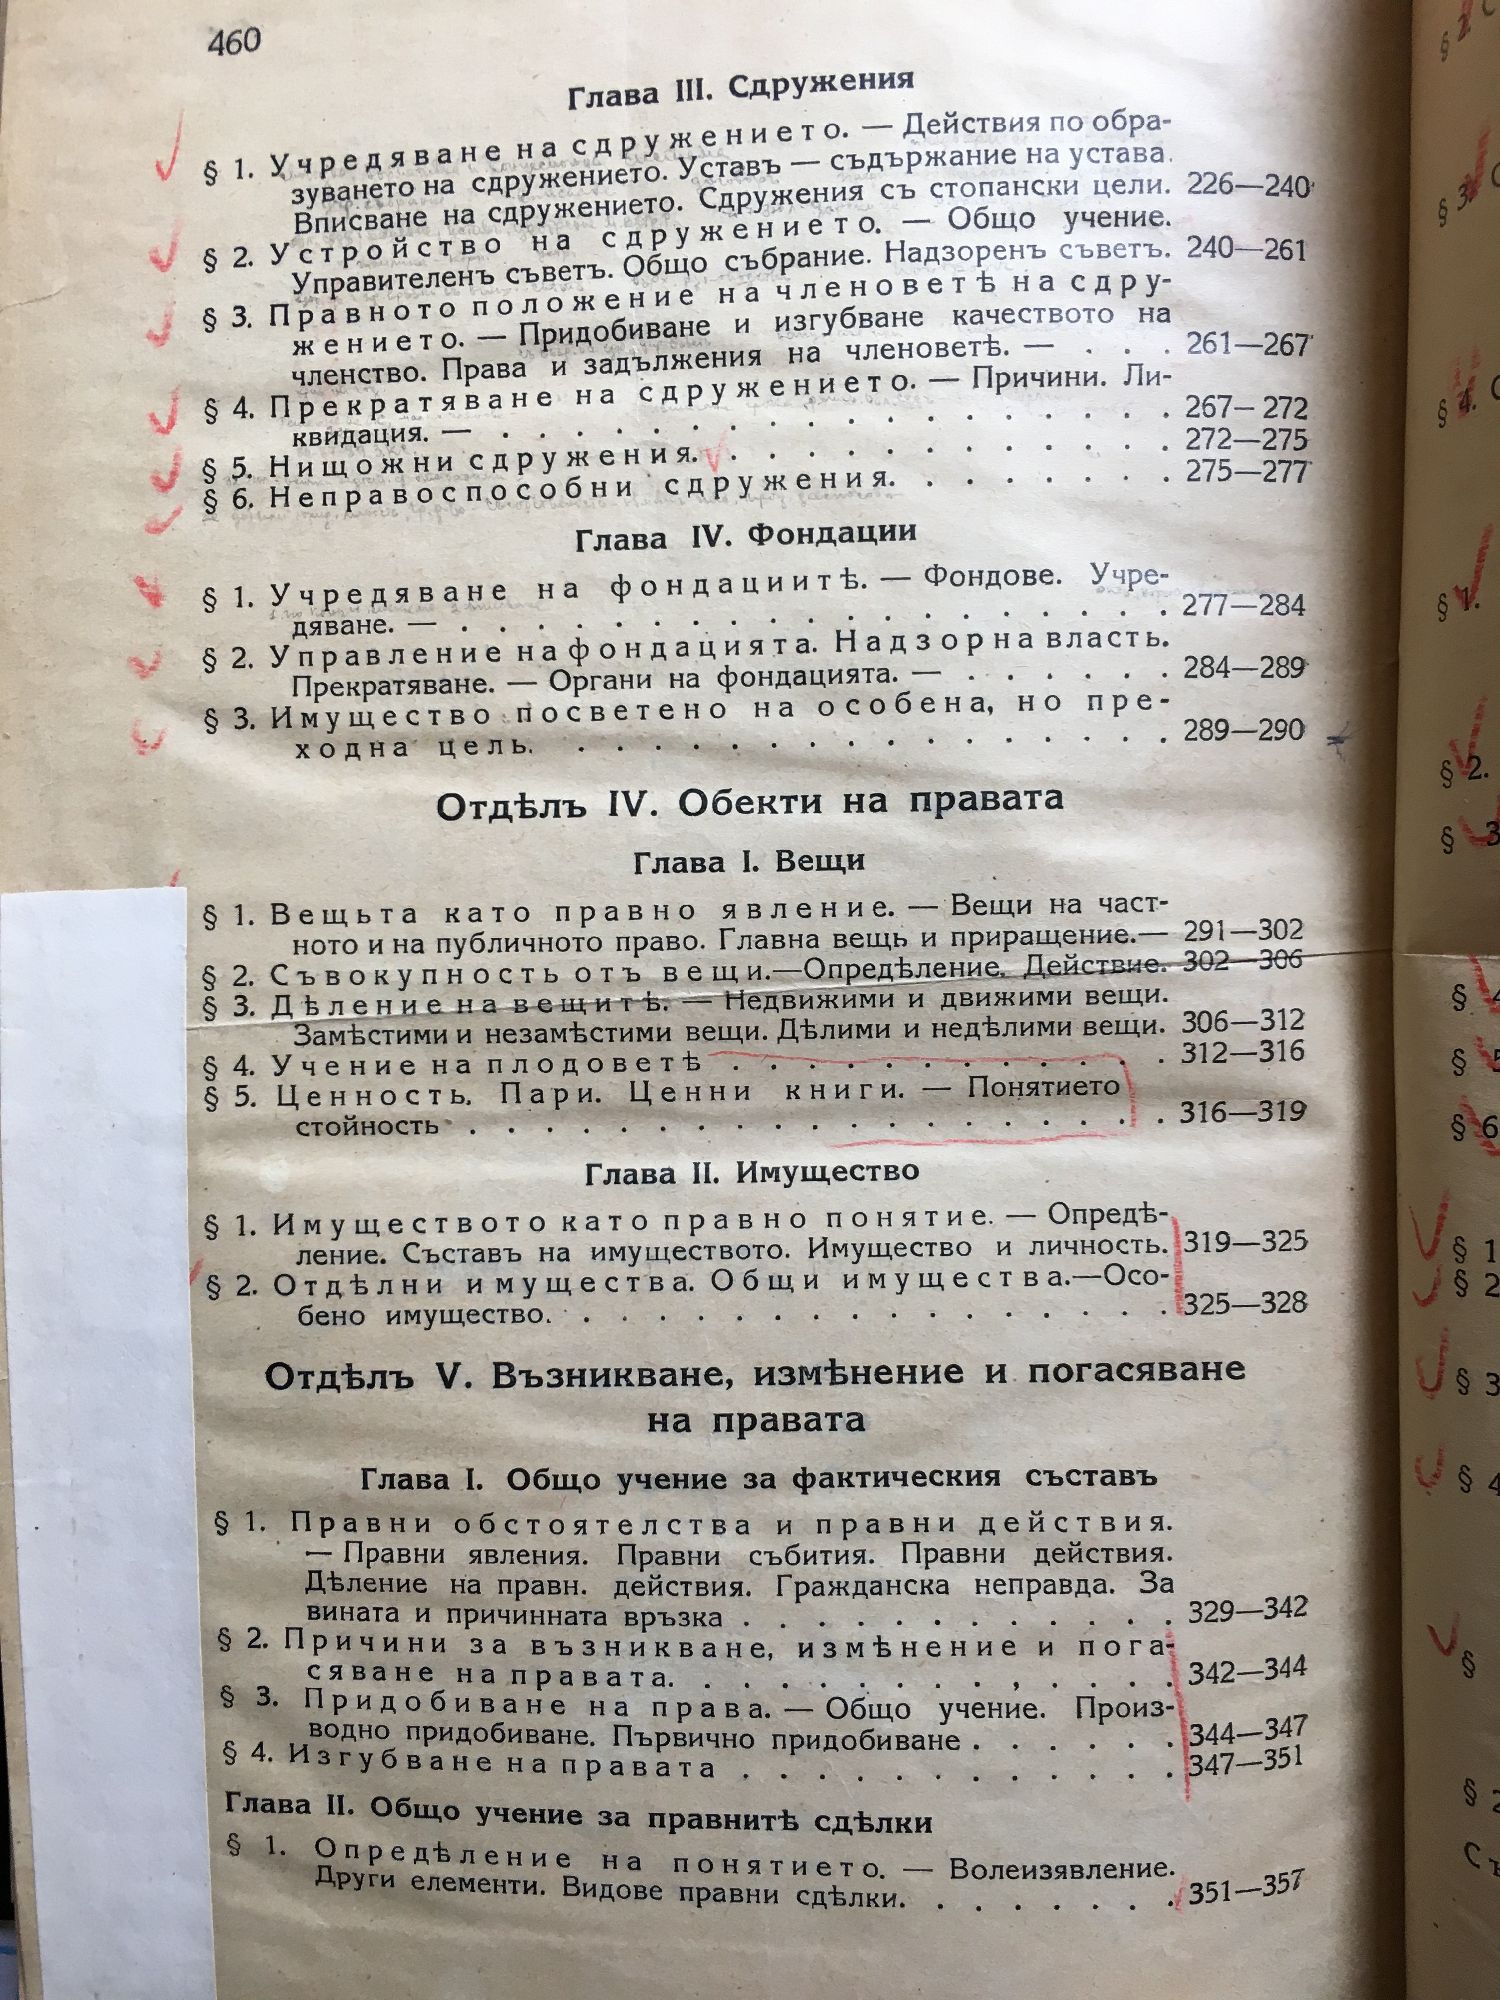 460
Глава III. Сдружения
§ 1. Учредяване на сдружението. — Действия по обра-
зуването на сдружението. Уставъ — съдържание на устава.
Вписване на сдружението. Сдружения съ стопански цели. 226—240
§ 2. Устройство на сдружението. — Общо учение.
Управителенъ съветъ. Общо събрание. Надзоренъ съветъ. 240—261
§ 3. Правното положение на членоветѣ на сдру-
жението. — Придобиване и изгубване качеството на
членство. Права и задължения на членоветѣ. — . . . 261—267
§ 4. Прекратяване на сдружението. — Причини. Ли-
квидация. — . . . . . . . . . . . . . . . 267—272
§ 5. Нищожни сдружения. . . . . . . . . . . 272—275
§ 6. Неправоспособни сдружения. . . . . . . 275—277
Глава IV. Фондации
§ 1. Учредяване на фондациитѣ. — Фондове. Учре-
дяване. — . . . . . . . . . . . . . . . . 277—284
§ 2. Управление на фондацията. Надзорна власть.
Прекратяване. — Органи на фондацията. — . . . . . . 284—289
§ 3. Имущество посветено на особена, но пре-
ходна цель. . . . . . . . . . . . . . . . 289—290
Отдѣлъ IV. Обекти на правата
Глава I. Вещи
§ 1. Вещьта като правно явление. — Вещи на част-
ното и на публичното право. Главна вещь и приращение.— 291—302
§ 2. Съвокупность отъ вещи.—Опредѣление. Действие. 302—306
§ 3. Дѣление на вещитѣ. — Недвижими и движими вещи.
Замѣстими и незамѣстими вещи. Дѣлими и недѣлими вещи. 306—312
§ 4. Учение на плодоветѣ . . . . . . . . . . . 312—316
§ 5. Ценность. Пари. Ценни книги. — Понятието
стойность . . . . . . . . . . . . . . . . 316—319
Глава II. Имущество
§ 1. Имуществото като правно понятие. — Опредѣ-
ление. Съставъ на имуществото. Имущество и личность. 319—325
§ 2. Отдѣлни имущества. Общи имущества.—Осо-
бено имущество. . . . . . . . . . . . . . . 325—328
Отдѣлъ V. Възникване, измѣнение и погасяване
на правата
Глава I. Общо учение за фактическия съставъ
§ 1. Правни обстоятелства и правни действия.
— Правни явления. Правни събития. Правни действия.
Дѣление на правн. действия. Гражданска неправда. За
вината и причинната връзка . . . . . . . . . . . 329—342
§ 2. Причини за възникване, измѣнение и пога-
сяване на правата. . . . . . . . . . . . . 342—344
§ 3. Придобиване на права. — Общо учение. Произ-
водно придобиване. Първично придобиване . . . . . . 344—347
§ 4. Изгубване на правата . . . . . . . . . . . 347—351
Глава II. Общо учение за правнитѣ сдѣлки
§ 1. Опредѣление на понятието. — Волеизявление.
Други елементи. Видове правни сдѣлки. . . . . . . . 351—357
§
§ 3.
§ 4.
§ 1.
§ 2.
§ 3
§ 4
§ 5
§ 6
§ 1
§ 2
§ 3
§ 4
§
§ 2